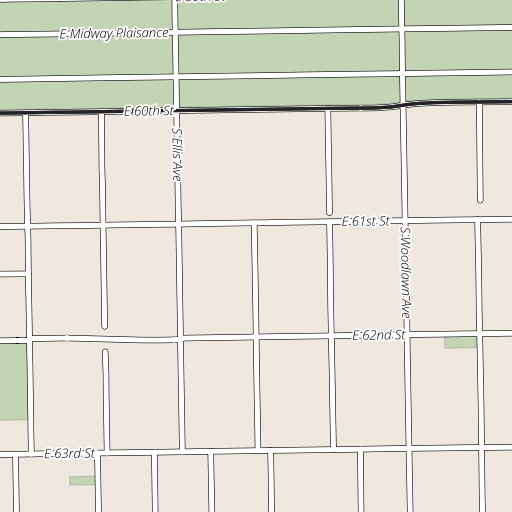 E Midway Plaisance
E 60th St
S Ellis Ave
E 61st St
S Woodlawn Ave
E 62nd St
E 63rd St